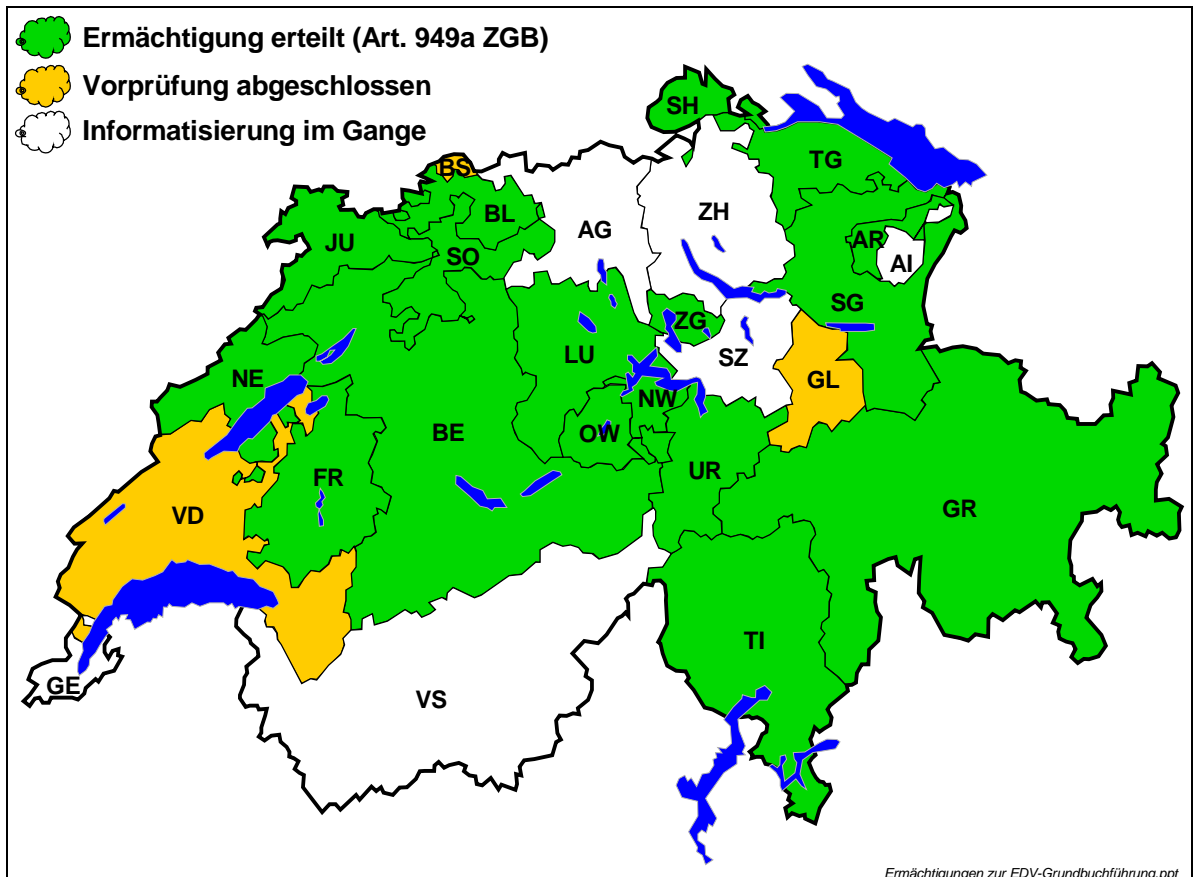 Ermächtigung erteilt (Art. 949a ZGB)
Vorprüfung abgeschlossen
Informatisierung im Gange
SH
BS
TG
BL
ZH
AG
JU
AR
SO
AI
SG
ZG
LU
SZ
NE
GL
NW
BE
OW
UR
FR
GR
VD
TI
GE
VS
Ermächtigungen zur EDV-Grundbuchführung.ppt